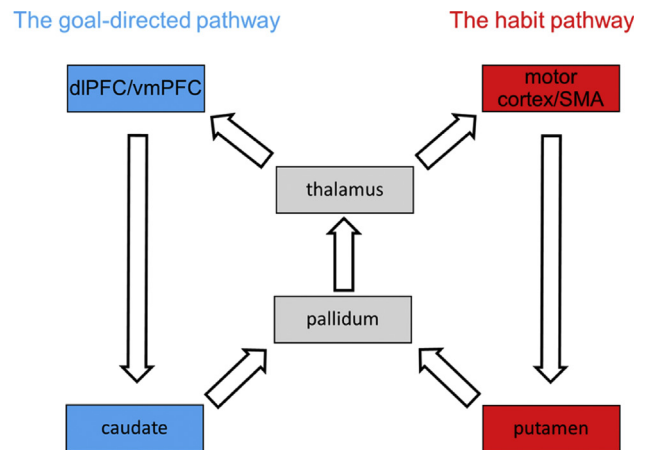 The goal-directed pathway
The habit pathway
dlPFC/vmPFC
motor
cortex/SMA
thalamus
pallidum
caudate
putamen